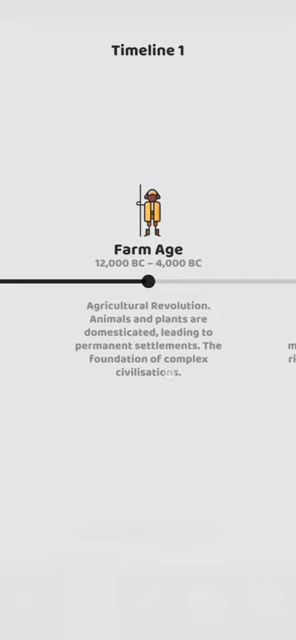 Timeline 1
Farm Age
12,000 BC – 4,000 BC
Agricultural Revolution.
Animals and plants are
domesticated, leading to
permanent settlements. The
foundation of complex
civilisations.